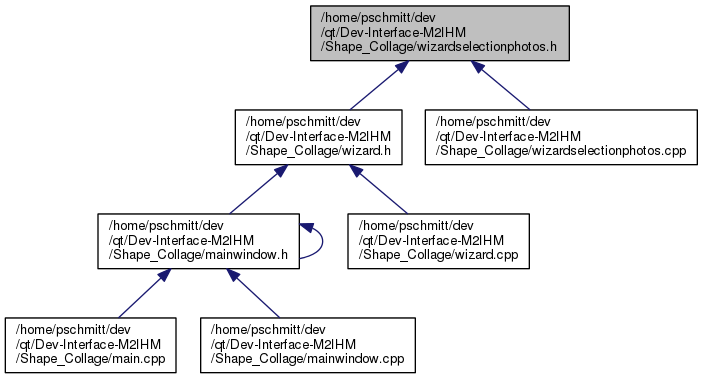 /home/pschmitt/dev
/qt/Dev-Interface-M2IHM
/Shape_Collage/wizardselectionphotos.h
/home/pschmitt/dev
/qt/Dev-Interface-M2IHM
/Shape_Collage/wizard.h
/home/pschmitt/dev
/qt/Dev-Interface-M2IHM
/Shape_Collage/wizardselectionphotos.cpp
/home/pschmitt/dev
/qt/Dev-Interface-M2IHM
/Shape_Collage/mainwindow.h
/home/pschmitt/dev
/qt/Dev-Interface-M2IHM
/Shape_Collage/wizard.cpp
/home/pschmitt/dev
/qt/Dev-Interface-M2IHM
/Shape_Collage/main.cpp
/home/pschmitt/dev
/qt/Dev-Interface-M2IHM
/Shape_Collage/mainwindow.cpp